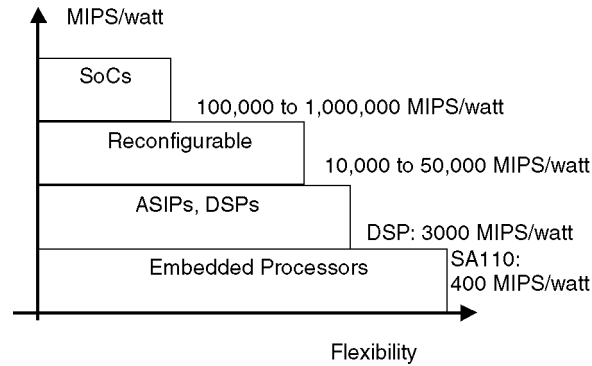 MIPS/watt
SoCs
100,000 to 1,000,000 MIPS/watt
Reconfigurable
10,000 to 50,000 MIPS/watt
ASIPs, DSPs
DSP: 3000 MIPS/watt
Embedded Processors
SA110:
400 MIPS/watt
Flexibility